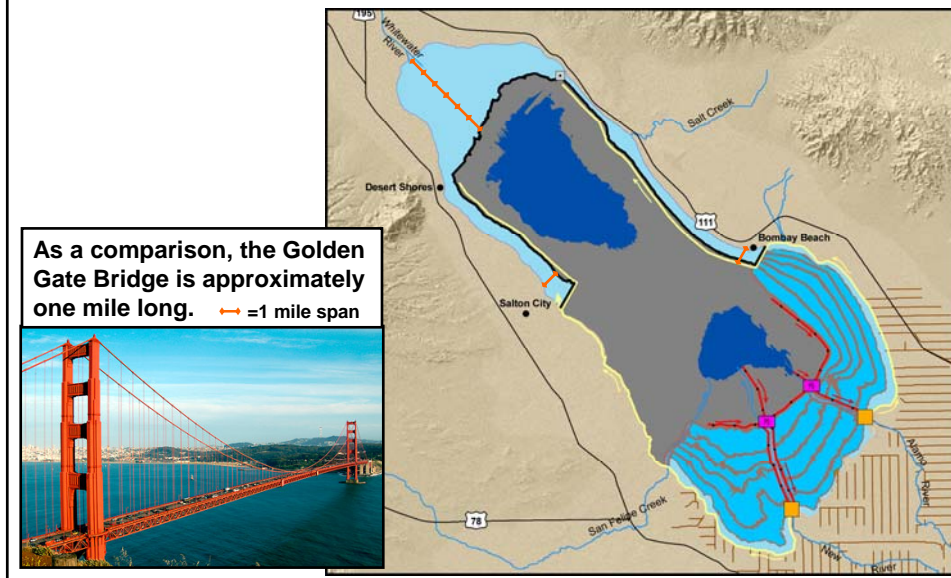 195
Whitewater
River
Salt Creek
Desert Shores
111
Bombay Beach
As a comparison, the Golden
Gate Bridge is approximately
one mile long. =1 mile span
Salton City
Alamo
River
78
San Felipe Creek
New
River